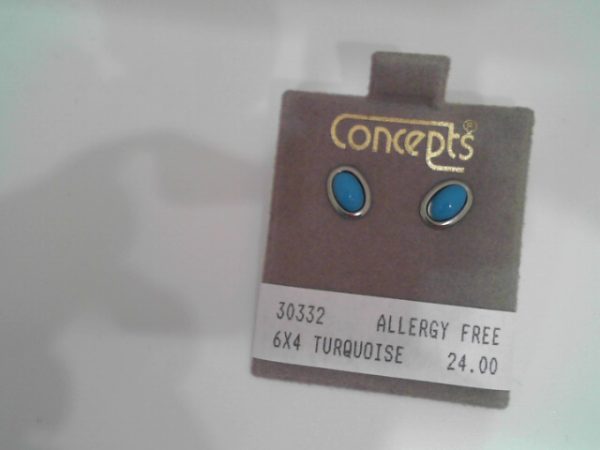 Concepts®
30332 ALLERGY FREE
6X4 TURQUOISE 24.00